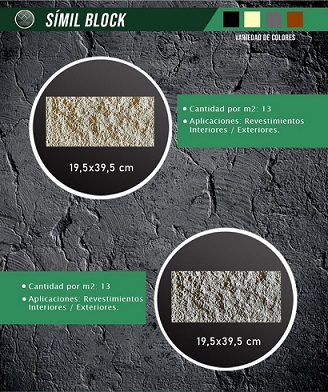 SÍMIL BLOCK
VARIEDAD DE COLORES
Cantidad por m2: 13
Aplicaciones: Revestimientos
Interiores / Exteriores.
19,5x39,5 cm
Cantidad por m2: 13
Aplicaciones: Revestimientos
Interiores / Exteriores.
19,5x39,5 cm